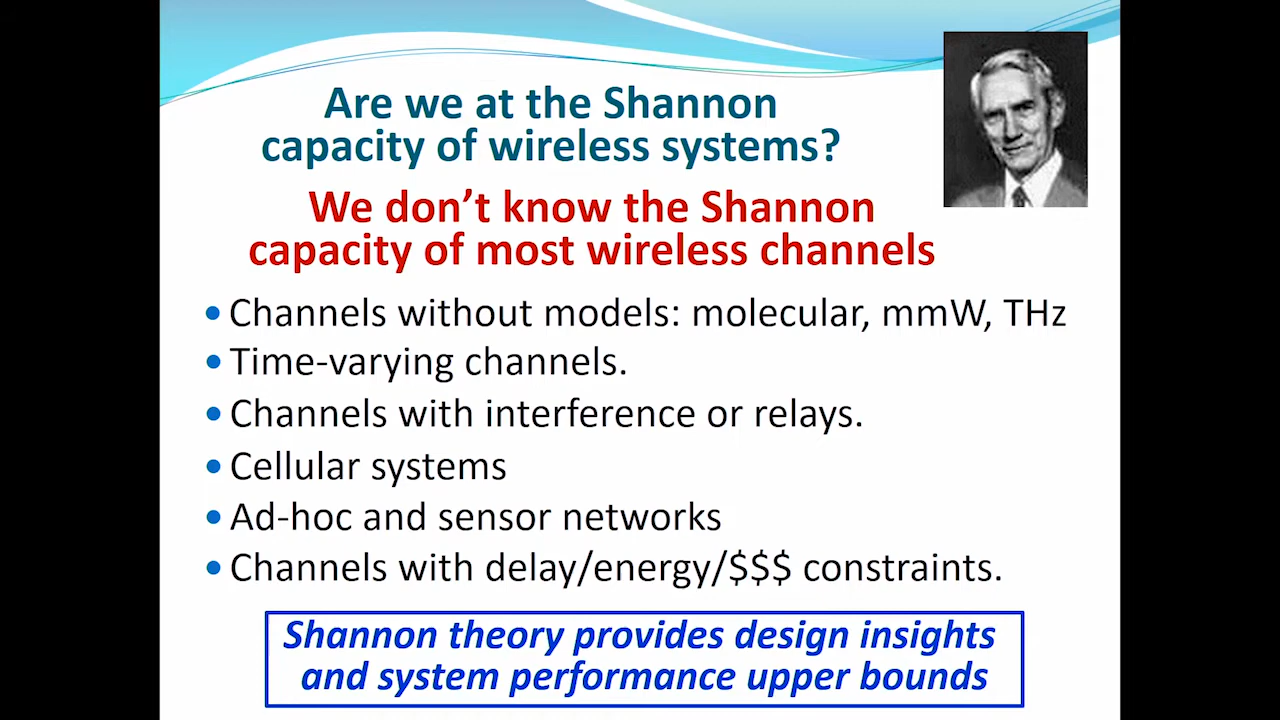 Are we at the Shannon
capacity of wireless systems?
We don’t know the Shannon
capacity of most wireless channels
• Channels without models: molecular, mmW, THz
• Time-varying channels.
• Channels with interference or relays.
• Cellular systems
• Ad-hoc and sensor networks
• Channels with delay/energy/$$$ constraints.
Shannon theory provides design insights
and system performance upper bounds